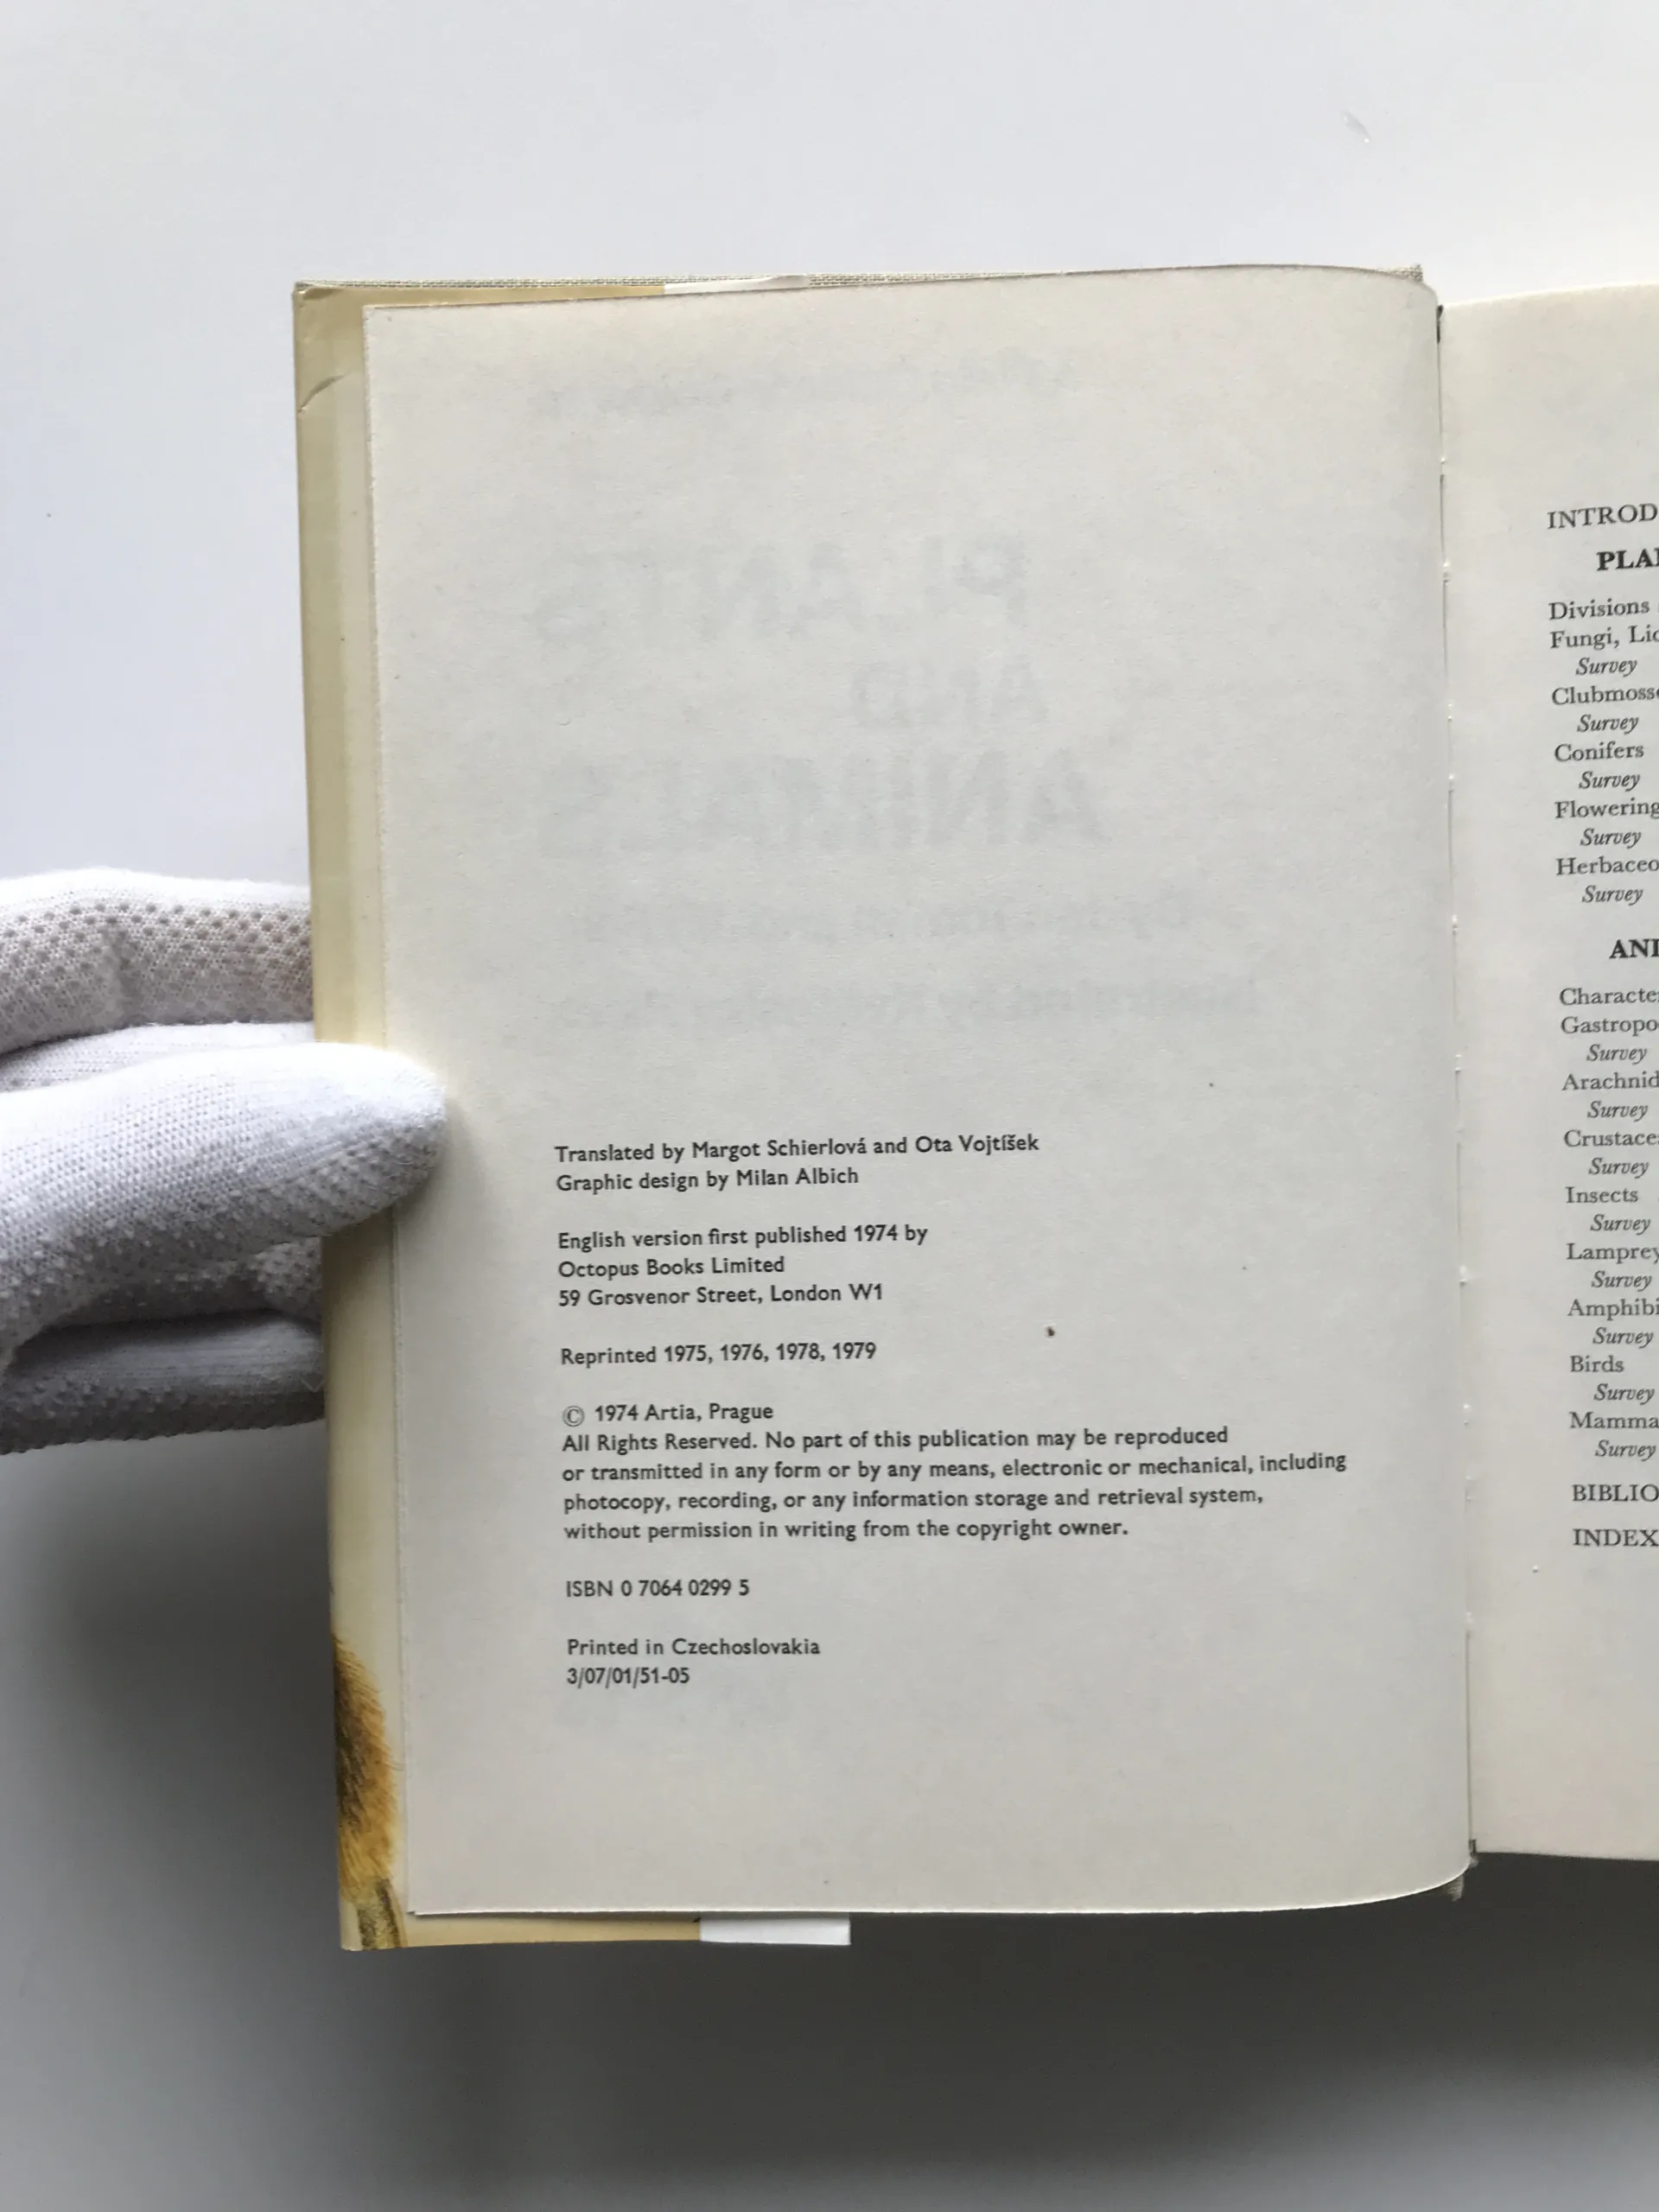 Translated by Margot Schierlová and Ota Vojtíšek
Graphic design by Milan Albich
English version first published 1974 by
Octopus Books Limited
59 Grosvenor Street, London W1
Reprinted 1975, 1976, 1978, 1979
© 1974 Artia, Prague
All Rights Reserved. No part of this publication may be reproduced
or transmitted in any form or by any means, electronic or mechanical, including
photocopy, recording, or any information storage and retrieval system,
without permission in writing from the copyright owner.
ISBN 0 7064 0299 5
Printed in Czechoslovakia
3/07/01/51-05
INTROD
PLA
Divisions
Fungi, Lic
Survey
Clubmoss
Survey
Conifers
Survey
Flowering
Survey
Herbaceo
Survey
ANI
Characte
Gastropo
Survey
Arachnid
Survey
Crustace
Survey
Insects
Survey
Lamprey
Survey
Amphibi
Survey
Birds
Survey
Mamma
Survey
BIBLIO
INDEX